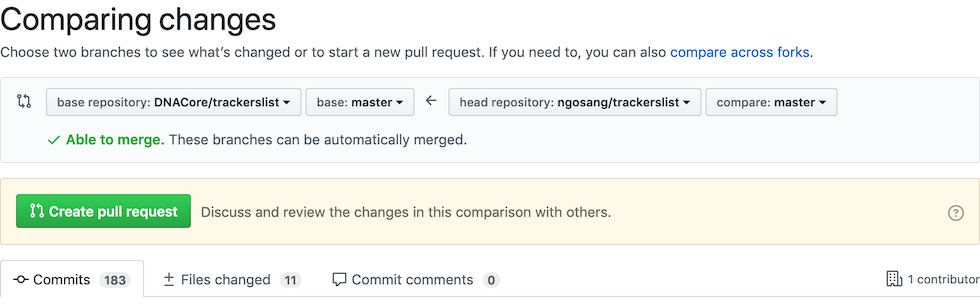 Comparing changes
Choose two branches to see what's changed or to start a new pull request. If you need to, you can also compare across forks.
base repository: DNACore/trackerslist base: master head repository: ngosang/trackerslist compare: master
Able to merge. These branches can be automatically merged.
Create pull request Discuss and review the changes in this comparison with others.
Commits 183 Files changed 11 Commit comments 0 1 contributor